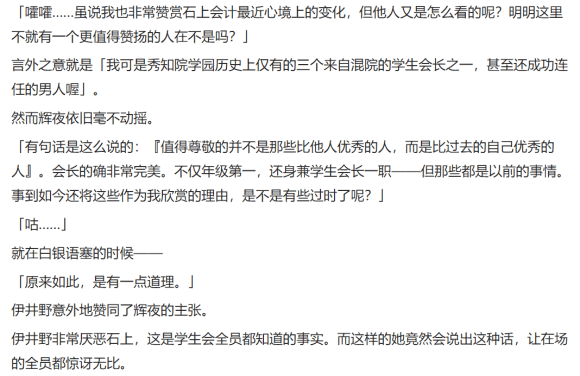 「嚯嚯……虽说我也非常赞赏石上会计最近心境上的变化，但他人又是怎么看的呢？明明这里
不就有一个更值得赞扬的人在不是吗？」
言外之意就是「我可是秀知院学园历史上仅有的三个来自混院的学生会长之一，甚至还成功连
任的男人喔」。
然而辉夜依旧毫不动摇。
「有句话是这么说的：『值得尊敬的并不是那些比他人优秀的人，而是比过去的自己优秀的
人』。会长的确非常完美。不仅年级第一，还身兼学生会长一职——但那些都是以前的事情。
事到如今还将这些作为我欣赏的理由，是不是有些过时了呢？」
「咕……」
就在白银语塞的时候——
「原来如此，是有一点道理。」
伊井野意外地赞同了辉夜的主张。
伊井野非常厌恶石上，这是学生会全员都知道的事实。而这样的她竟然会说出这种话，让在场
的全员都惊讶无比。